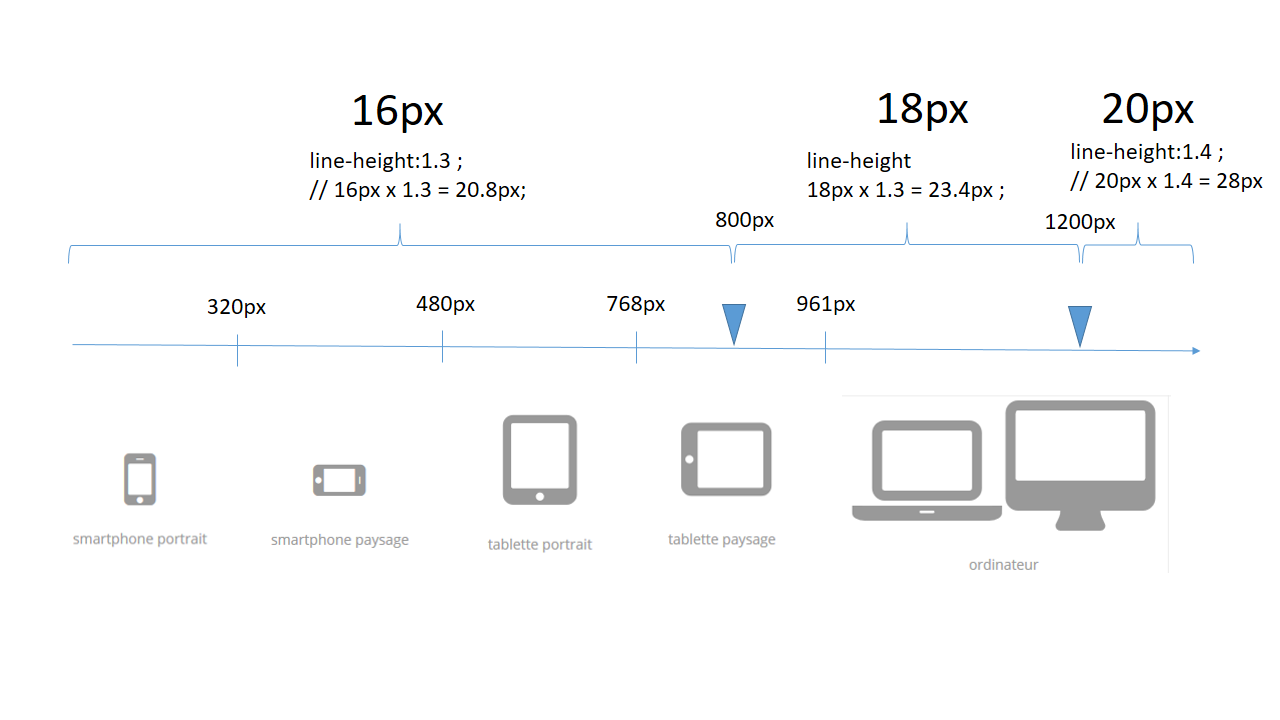 16px
line-height:1.3 ;
// 16px x 1.3 = 20.8px;
18px
line-height
18px x 1.3 = 23.4px ;
20px
line-height:1.4 ;
// 20px x 1.4 = 28px
800px
1200px
320px
480px
768px
961px
smartphone portrait
smartphone paysage
tablette portrait
tablette paysage
ordinateur